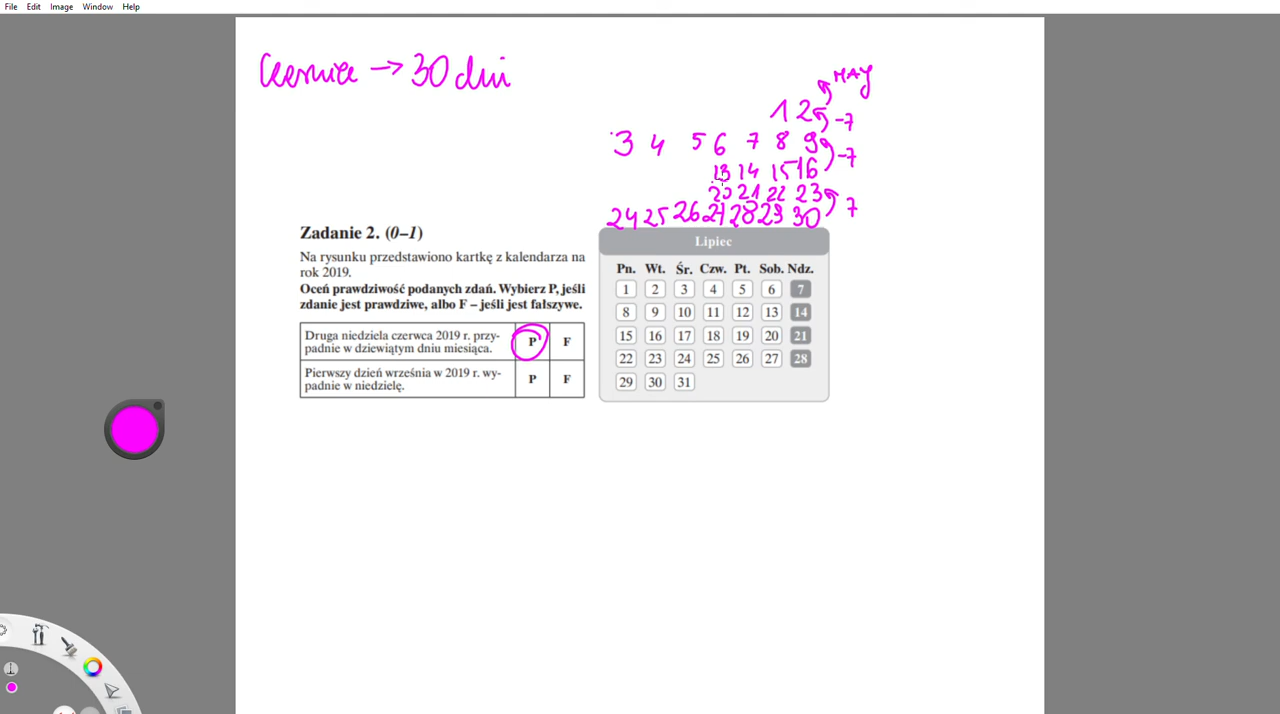 File Edit Image Window Help
Czerwiec → 30 dni
MAY
1 2 -7
3 4 5 6 7 8 9 -7
13 14 15 16
20 21 22 23
24 25 26 27 28 29 30 7
Zadanie 2. (0–1)
Na rysunku przedstawiono kartkę z kalendarza na
rok 2019.
Oceń prawdziwość podanych zdań. Wybierz P, jeśli
zdanie jest prawdziwe, albo F – jeśli jest fałszywe.
Druga niedziela czerwca 2019 r. przy-
padnie w dziewiątym dniu miesiąca. P F
Pierwszy dzień września w 2019 r. wy-
padnie w niedzielę. P F
Lipiec
Pn. Wt. Śr. Czw. Pt. Sob. Ndz.
1 2 3 4 5 6 7
8 9 10 11 12 13 14
15 16 17 18 19 20 21
22 23 24 25 26 27 28
29 30 31